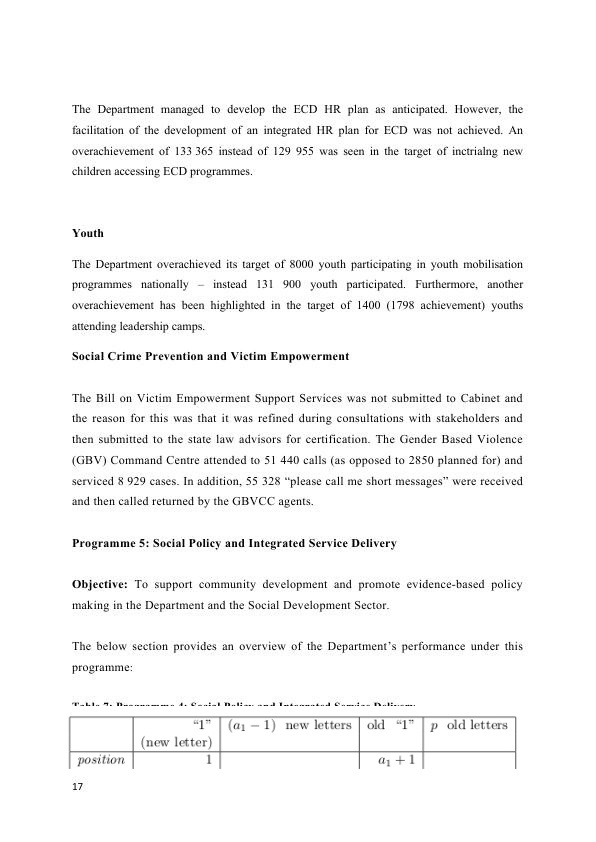 The Department managed to develop the ECD HR plan as anticipated. However, the
facilitation of the development of an integrated HR plan for ECD was not achieved. An
overachievement of 133 365 instead of 129 955 was seen in the target of inctrialng new
children accessing ECD programmes.
Youth
The Department overachieved its target of 8000 youth participating in youth mobilisation
programmes nationally – instead 131 900 youth participated. Furthermore, another
overachievement has been highlighted in the target of 1400 (1798 achievement) youths
attending leadership camps.
Social Crime Prevention and Victim Empowerment
The Bill on Victim Empowerment Support Services was not submitted to Cabinet and
the reason for this was that it was refined during consultations with stakeholders and
then submitted to the state law advisors for certification. The Gender Based Violence
(GBV) Command Centre attended to 51 440 calls (as opposed to 2850 planned for) and
serviced 8 929 cases. In addition, 55 328 “please call me short messages” were received
and then called returned by the GBVCC agents.
Programme 5: Social Policy and Integrated Service Delivery
Objective: To support community development and promote evidence-based policy
making in the Department and the Social Development Sector.
The below section provides an overview of the Department’s performance under this
programme:
Table 7: Programme 4: Social Policy and Integrated Service Delivery
“1” (a₁ − 1) new letters old “1” p old letters
(new letter)
position 1 a₁ + 1
17